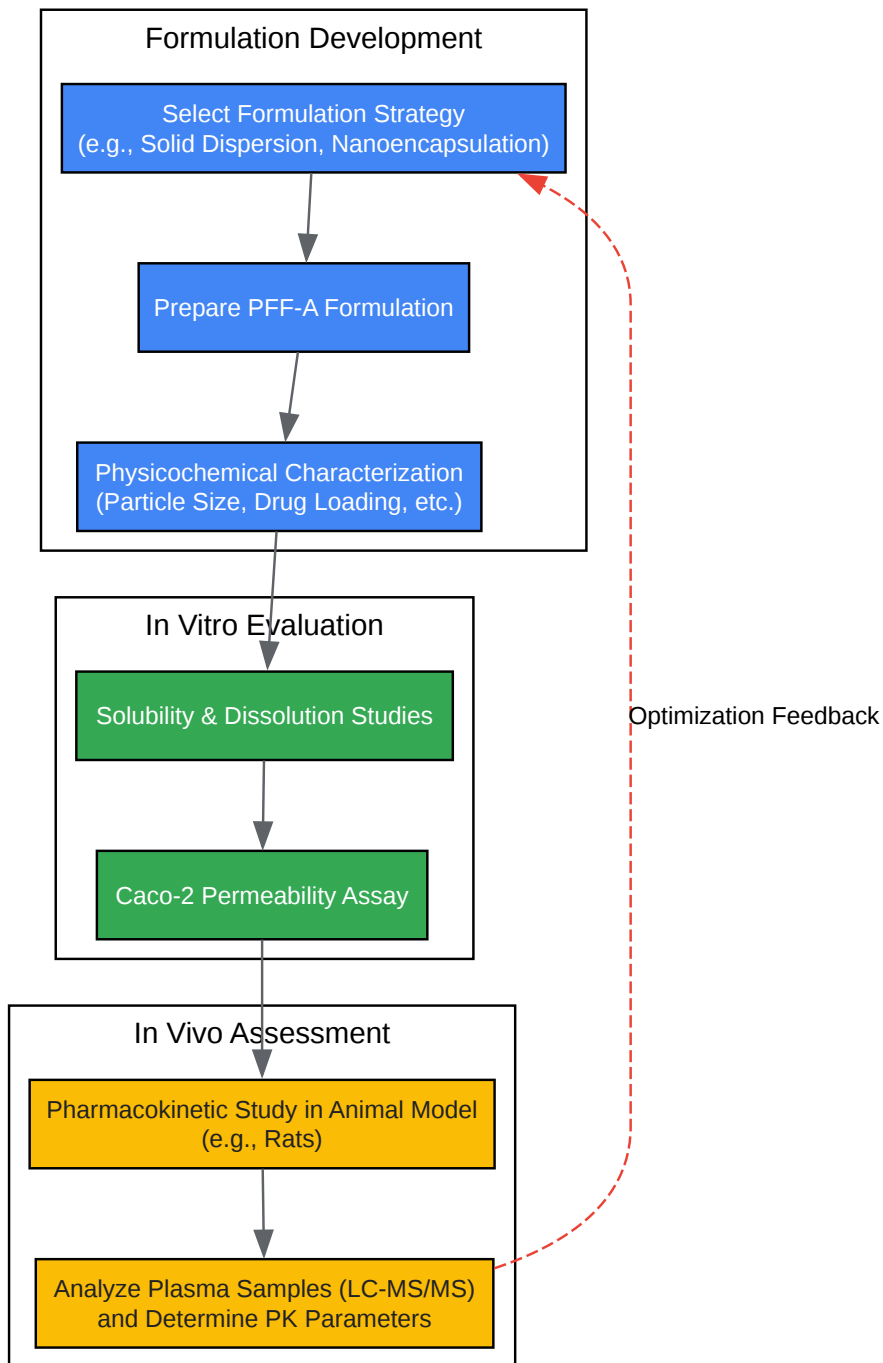 Formulation Development
Select Formulation Strategy
(e.g., Solid Dispersion, Nanoencapsulation)
Prepare PFF-A Formulation
Physicochemical Characterization
(Particle Size, Drug Loading, etc.)
In Vitro Evaluation
Solubility & Dissolution Studies
Optimization Feedback
Caco-2 Permeability Assay
In Vivo Assessment
Pharmacokinetic Study in Animal Model
(e.g., Rats)
Analyze Plasma Samples (LC-MS/MS)
and Determine PK Parameters